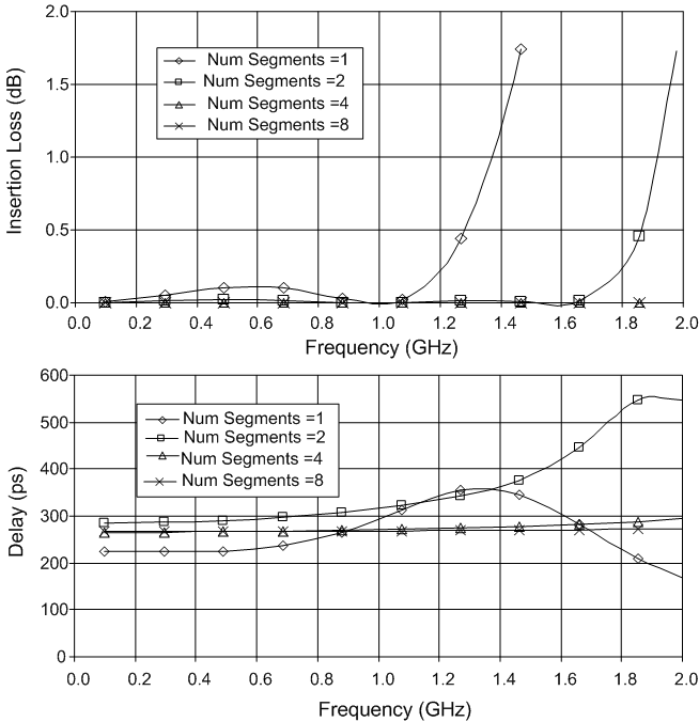 2.0
1.5
1.0
0.5
0.0
Insertion Loss (dB)
Num Segments =1
Num Segments =2
Num Segments =4
Num Segments =8
0.0 0.2 0.4 0.6 0.8 1.0 1.2 1.4 1.6 1.8 2.0
Frequency (GHz)
600
500
400
300
200
100
0
Delay (ps)
Num Segments =1
Num Segments =2
Num Segments =4
Num Segments =8
0.0 0.2 0.4 0.6 0.8 1.0 1.2 1.4 1.6 1.8 2.0
Frequency (GHz)